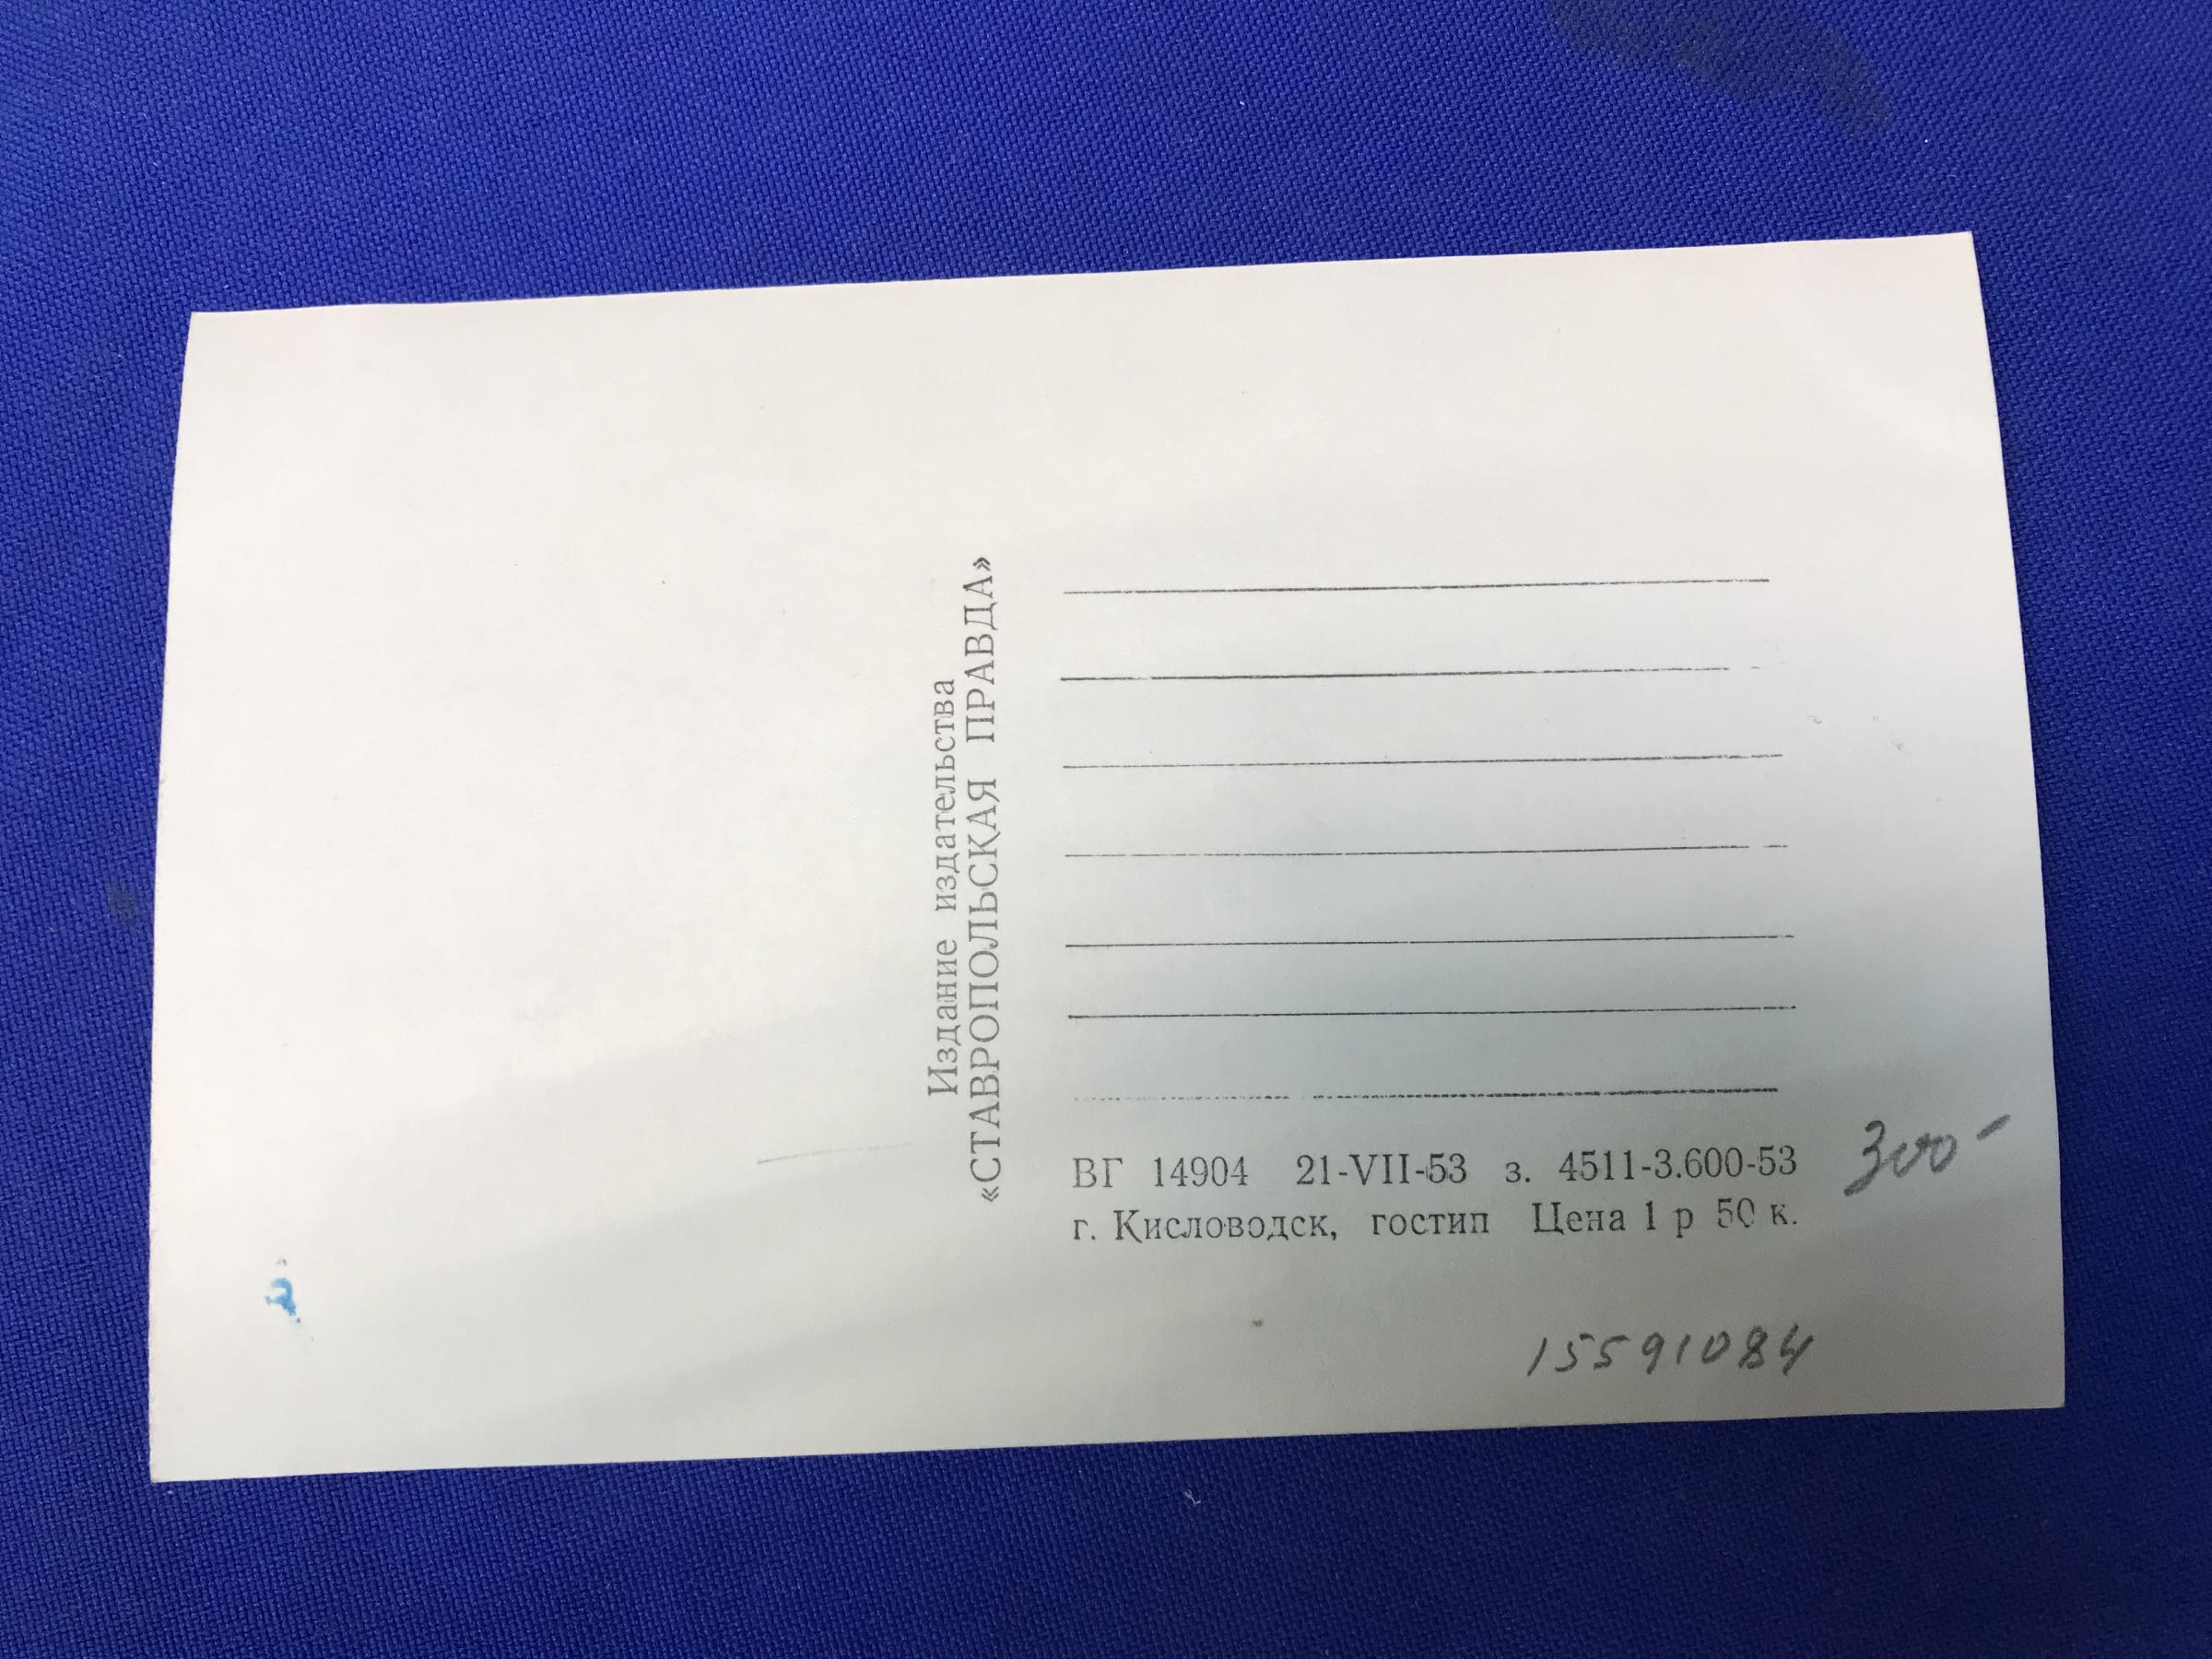 Издание издательства
«СТАВРОПОЛЬСКАЯ ПРАВДА»
ВГ 14904 21-VII-53 з. 4511-3.600-53
г. Кисловодск, гостип Цена 1 р 50 к.
300-
15591084